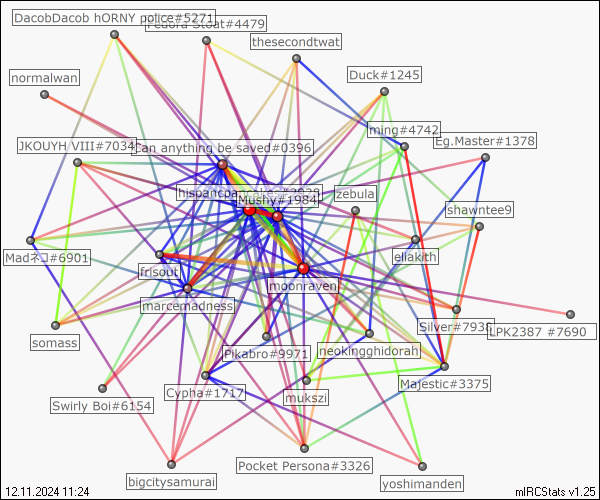 DacobDacob hORNY police#5271
Stoat#4479
thesecondtwat
normalwan
Duck#1245
ming#4742
Eg.Master#1378
JKOUYH VIII#7034
Can anything be saved#0396
Mushy#1984
zebula
shawntee9
Madネコ#6901
frisout
eliakith
moonraven
marcemadness
somass
Pikabro#9971
neokingghidorah
Silver#7938
LPK2387 #7690
Swirly Boi#6154
Cypha#1717
mukszi
Majestic#3375
bigcitysamurai
Pocket Persona#3326
yoshimanden
12.11.2024 11:24
mIRCStats v1.25